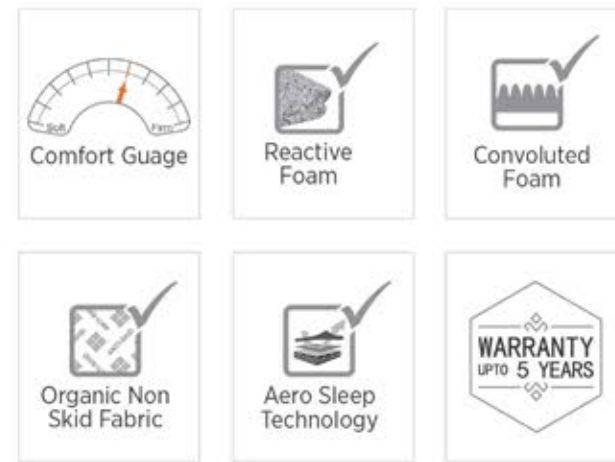 Soft Firm
Comfort Guage
Reactive
Foam
Convoluted
Foam
Organic Non
Skid Fabric
Aero Sleep
Technology
WARRANTY
UPTO 5 YEARS